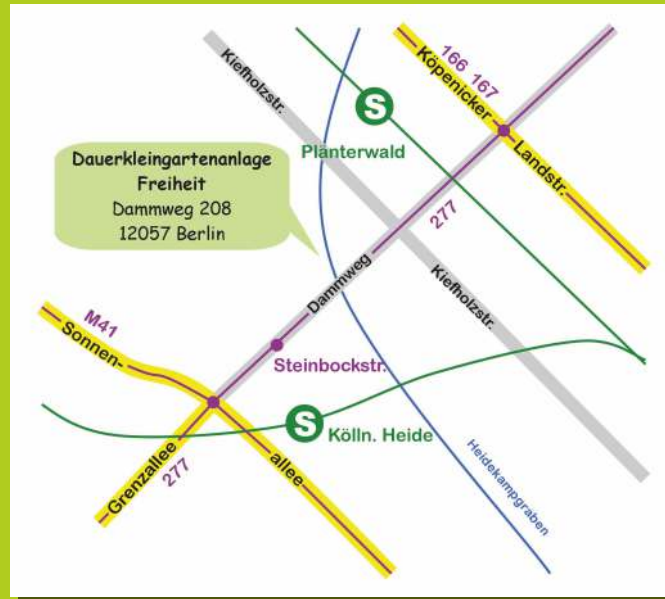 166 167
Köpenicker
Landstr.
Kiefholzstr.
S
Plänterwald
Dauerkleingartenanlage
Freiheit
Dammweg 208
12057 Berlin
277
Dammweg
Kiefholzstr.
M41
Sonnen-
allee
Steinbockstr.
S
Kölln. Heide
Grenzallee
277
Heidekampgraben